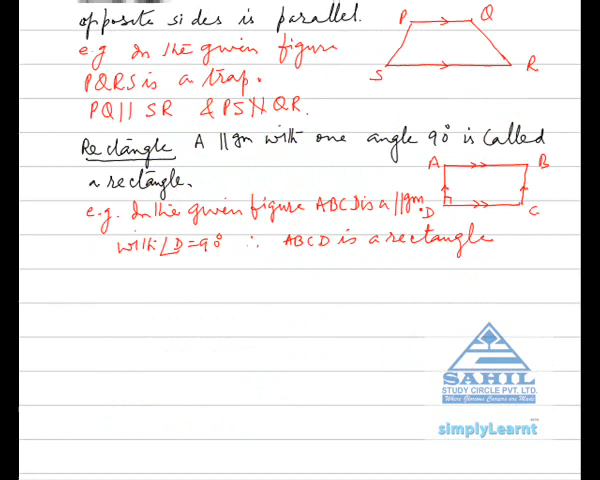 opposite sides is parallel.
e.g In the given figure
PQRS is a trap.
PQ || SR & PS ∦ QR.
P Q
S R
Rectangle A ||gm with one angle 90° is called
a rectangle.
A B
D C
e.g. In the given figure ABCD is a ||gm.
with ∠D=90° ∴ ABCD is a rectangle
SAHIL
STUDY CIRCLE PVT. LTD.
Where Glorious Careers are Made
simplyLearnt